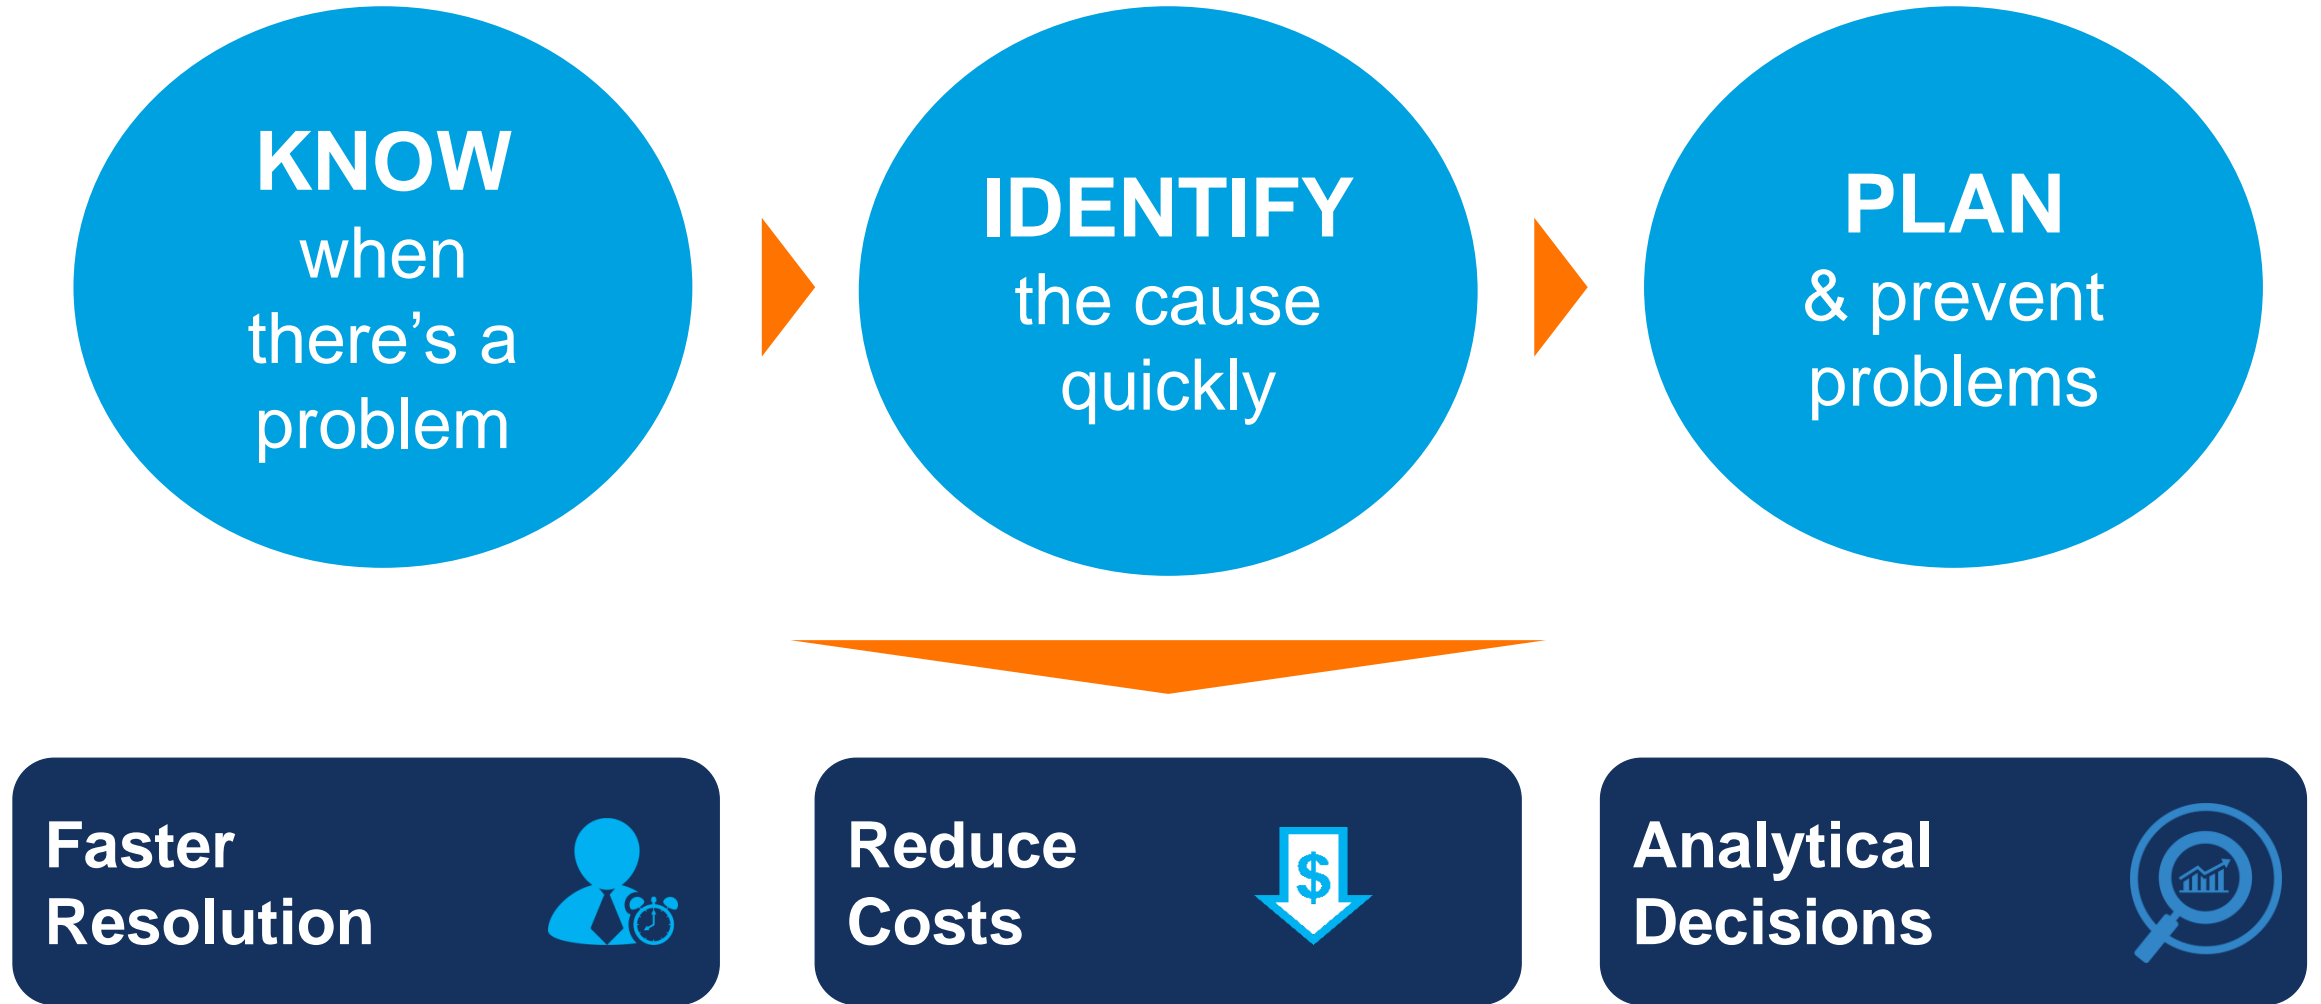 KNOW
when
there’s a
problem
IDENTIFY
the cause
quickly
PLAN
& prevent
problems
Faster
Resolution
Reduce
Costs
$
Analytical
Decisions